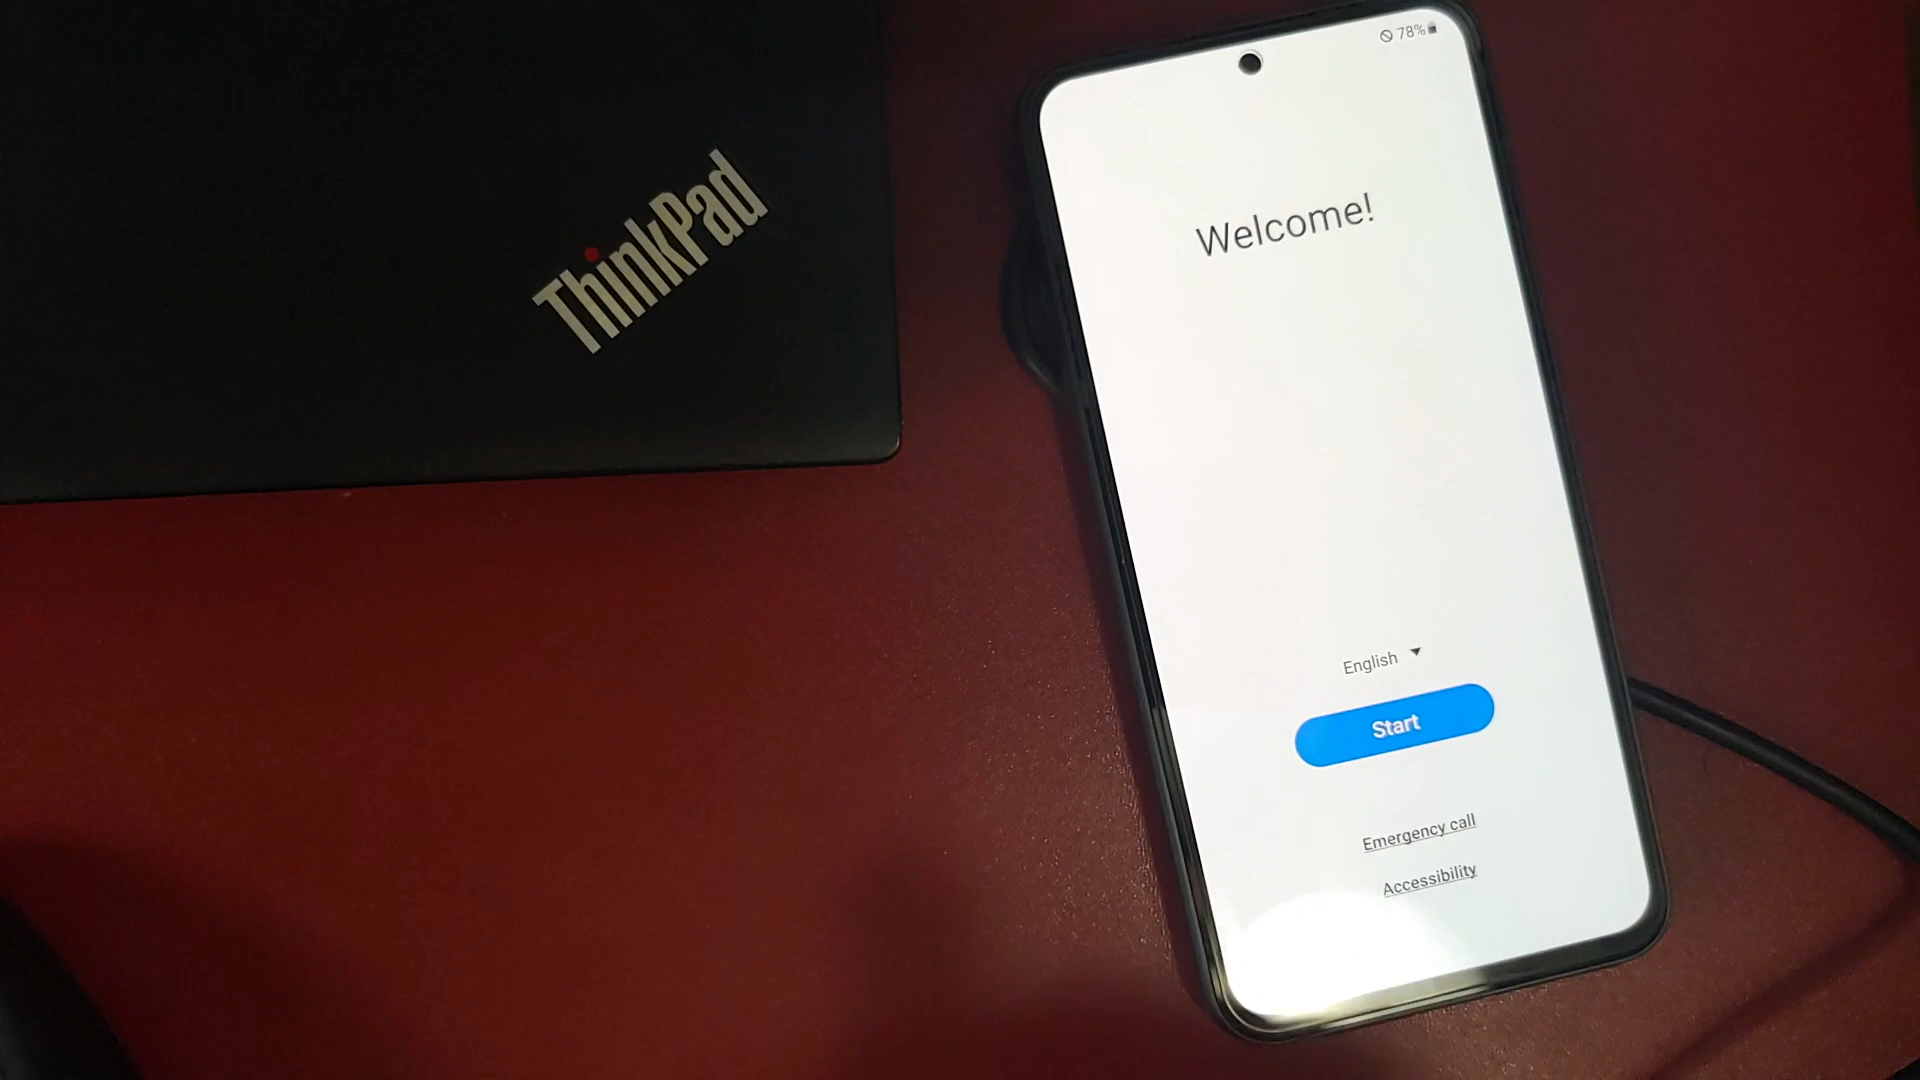 ThinkPad
78%
Welcome!
English
Start
Emergency call
Accessibility